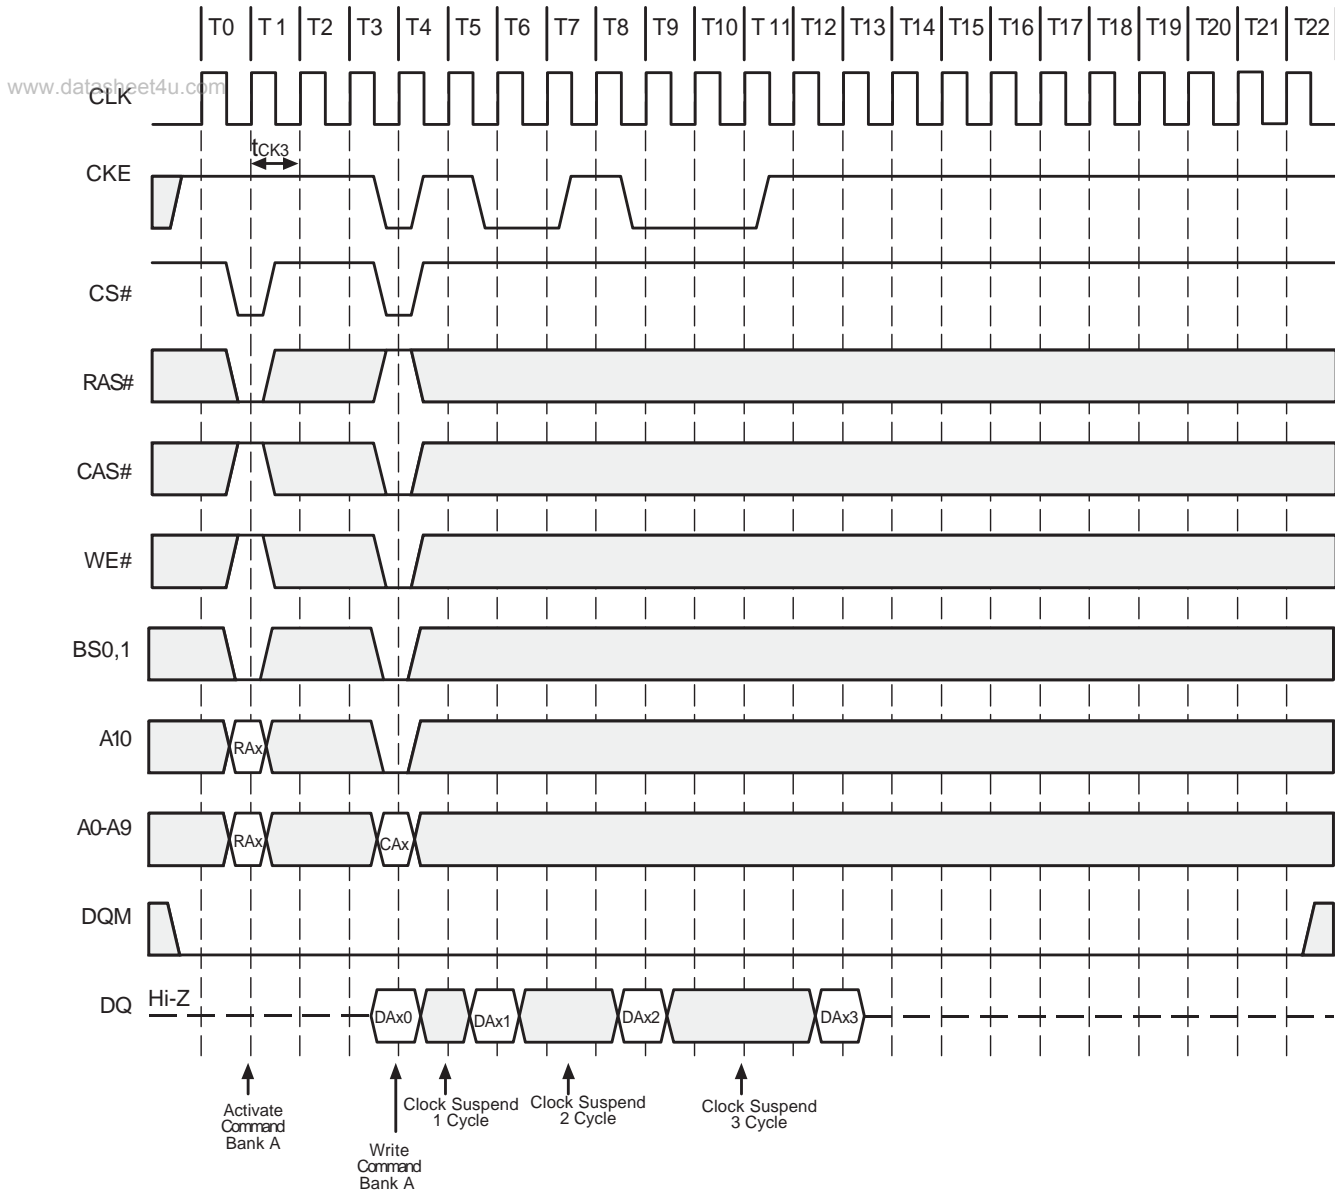 T0 T1 T2 T3 T4 T5 T6 T7 T8 T9 T10 T11 T12 T13 T14 T15 T16 T17 T18 T19 T20 T21 T22
www.datasheet4u.com
CLK
tCK3
CKE
CS#
RAS#
CAS#
WE#
BS0,1
A10
RAx
A0-A9
RAx CAx
DQM
DQ Hi-Z
DAx0 DAx1 DAx2 DAx3
Activate
Command
Bank A
Write
Command
Bank A
Clock Suspend
1 Cycle
Clock Suspend
2 Cycle
Clock Suspend
3 Cycle